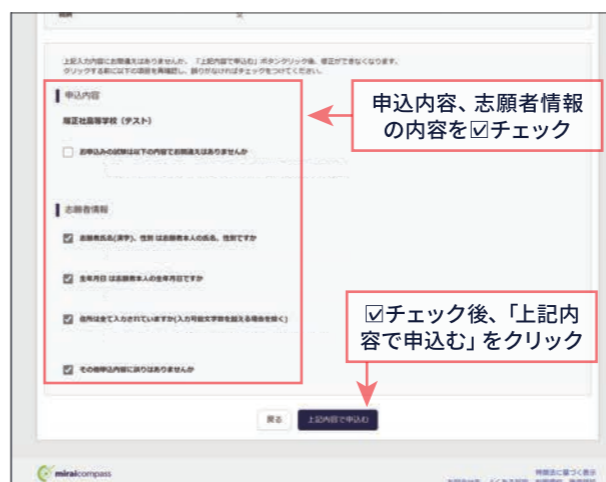 上記入力内容にお間違えはありませんか、「上記内容で申込む」ボタンクリック後、修正ができなくなります。
クリックする前に以下の項目を再確認し、誤りがなければチェックをつけてください。
申込内容
申込内容、志願者情報
の内容を☑チェック
お申込みの試験は以下の内容でお間違えはありませんか
志願者情報
志願者氏名(漢字)、性別 は志願者本人の氏名、性別ですか
生年月日 は志願者本人の生年月日ですか
住所は全て入力されていますか(入力可能文字数を超える場合を除く)
☑チェック後、「上記内
容で申込む」をクリック
その他申込内容に誤りはありませんか
戻る
上記内容で申込む
miraicompass
特商法に基づく表示